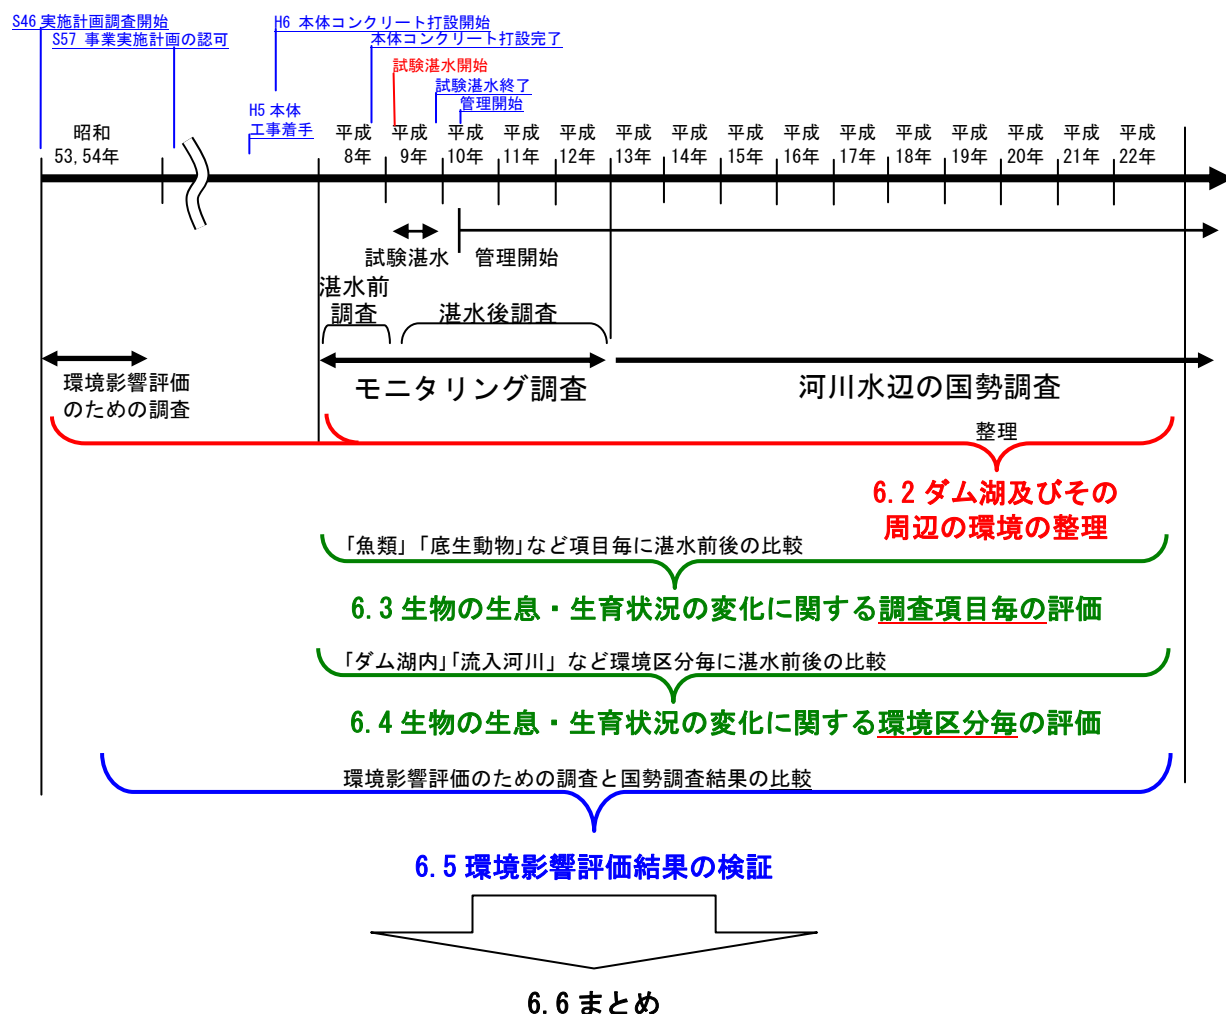 S46 実施計画調査開始
S57 事業実施計画の認可
H6 本体コンクリート打設開始
本体コンクリート打設完了
試験湛水開始
試験湛水終了
管理開始
H5 本体
工事着手
昭和
53,54年
平成
8年
平成
9年
平成
10年
平成
11年
平成
12年
平成
13年
平成
14年
平成
15年
平成
16年
平成
17年
平成
18年
平成
19年
平成
20年
平成
21年
平成
22年
試験湛水
管理開始
湛水前
調査
湛水後調査
環境影響評価
のための調査
モニタリング調査
河川水辺の国勢調査
整理
6.2 ダム湖及びその
周辺の環境の整理
「魚類」「底生動物」など項目毎に湛水前後の比較
6.3 生物の生息・生育状況の変化に関する調査項目毎の評価
「ダム湖内」「流入河川」など環境区分毎に湛水前後の比較
6.4 生物の生息・生育状況の変化に関する環境区分毎の評価
環境影響評価のための調査と国勢調査結果の比較
6.5 環境影響評価結果の検証
6.6 まとめ